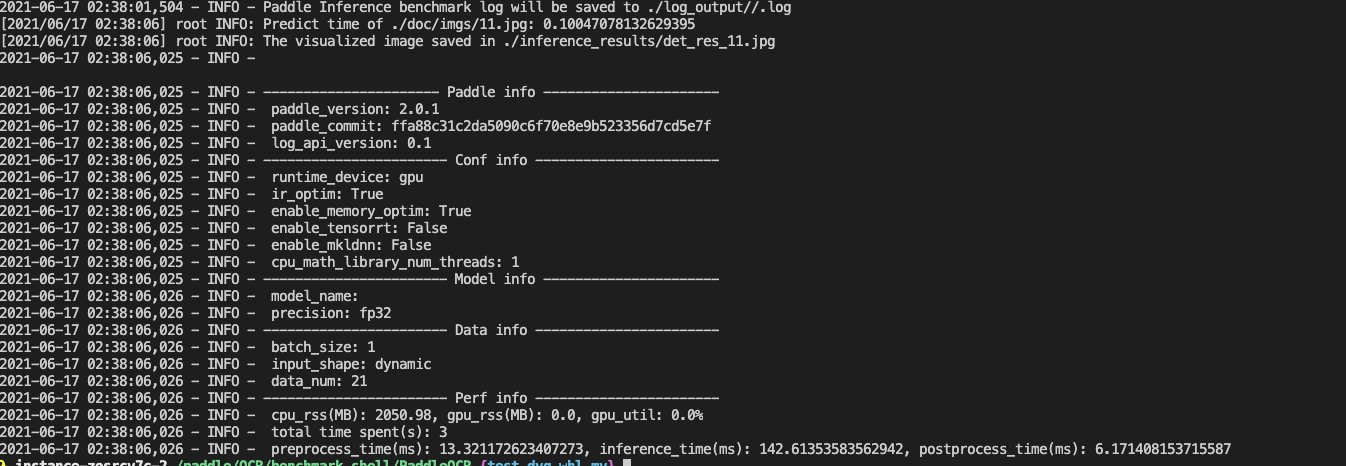 2021-06-17 02:38:01,504 - INFO - Paddle Inference benchmark log will be saved to ./log_output//.log
[2021/06/17 02:38:06] root INFO: Predict time of ./doc/imgs/11.jpg: 0.10047078132629395
[2021/06/17 02:38:06] root INFO: The visualized image saved in ./inference_results/det_res_11.jpg
2021-06-17 02:38:06,025 - INFO -
2021-06-17 02:38:06,025 - INFO - ---------------------- Paddle info ----------------------
2021-06-17 02:38:06,025 - INFO - paddle_version: 2.0.1
2021-06-17 02:38:06,025 - INFO - paddle_commit: ffa88c31c2da5090c6f70e8e9b523356d7cd5e7f
2021-06-17 02:38:06,025 - INFO - log_api_version: 0.1
2021-06-17 02:38:06,025 - INFO - ----------------------- Conf info -----------------------
2021-06-17 02:38:06,025 - INFO - runtime_device: gpu
2021-06-17 02:38:06,025 - INFO - ir_optim: True
2021-06-17 02:38:06,025 - INFO - enable_memory_optim: True
2021-06-17 02:38:06,025 - INFO - enable_tensorrt: False
2021-06-17 02:38:06,025 - INFO - enable_mkldnn: False
2021-06-17 02:38:06,025 - INFO - cpu_math_library_num_threads: 1
2021-06-17 02:38:06,025 - INFO - ----------------------- Model info ----------------------
2021-06-17 02:38:06,026 - INFO - model_name:
2021-06-17 02:38:06,026 - INFO - precision: fp32
2021-06-17 02:38:06,026 - INFO - ----------------------- Data info -----------------------
2021-06-17 02:38:06,026 - INFO - batch_size: 1
2021-06-17 02:38:06,026 - INFO - input_shape: dynamic
2021-06-17 02:38:06,026 - INFO - data_num: 21
2021-06-17 02:38:06,026 - INFO - ----------------------- Perf info -----------------------
2021-06-17 02:38:06,026 - INFO - cpu_rss(MB): 2050.98, gpu_rss(MB): 0.0, gpu_util: 0.0%
2021-06-17 02:38:06,026 - INFO - total time spent(s): 3
2021-06-17 02:38:06,026 - INFO - preprocess_time(ms): 13.321172623407273, inference_time(ms): 142.61353583562942, postprocess_time(ms): 6.171408153715587
/paddle/OCR/benchmark_shell/PaddleOCR